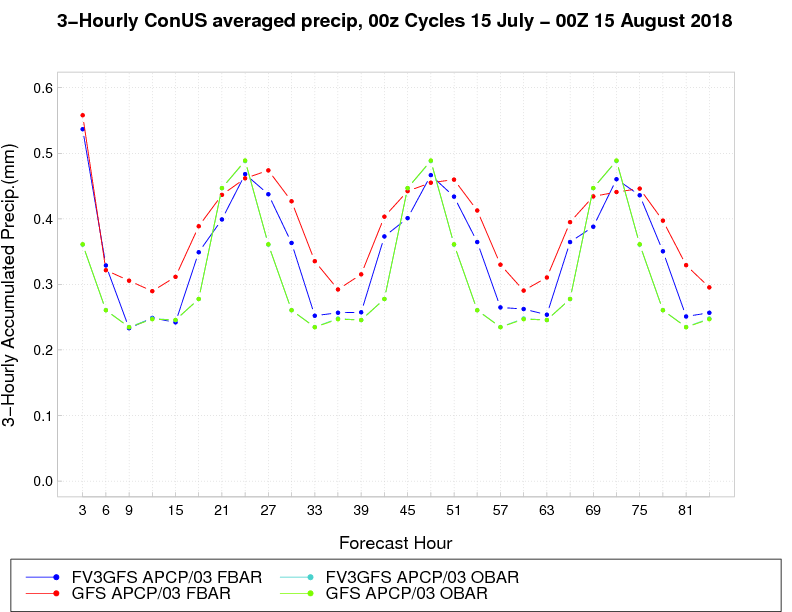 3−Hourly ConUS averaged precip, 00z Cycles 15 July − 00Z 15 August 2018
3−Hourly Accumulated Precip.(mm)
0.6
0.5
0.4
0.3
0.2
0.1
0.0
3 6 9 15 21 27 33 39 45 51 57 63 69 75 81
Forecast Hour
FV3GFS APCP/03 FBAR FV3GFS APCP/03 OBAR
GFS APCP/03 FBAR GFS APCP/03 OBAR